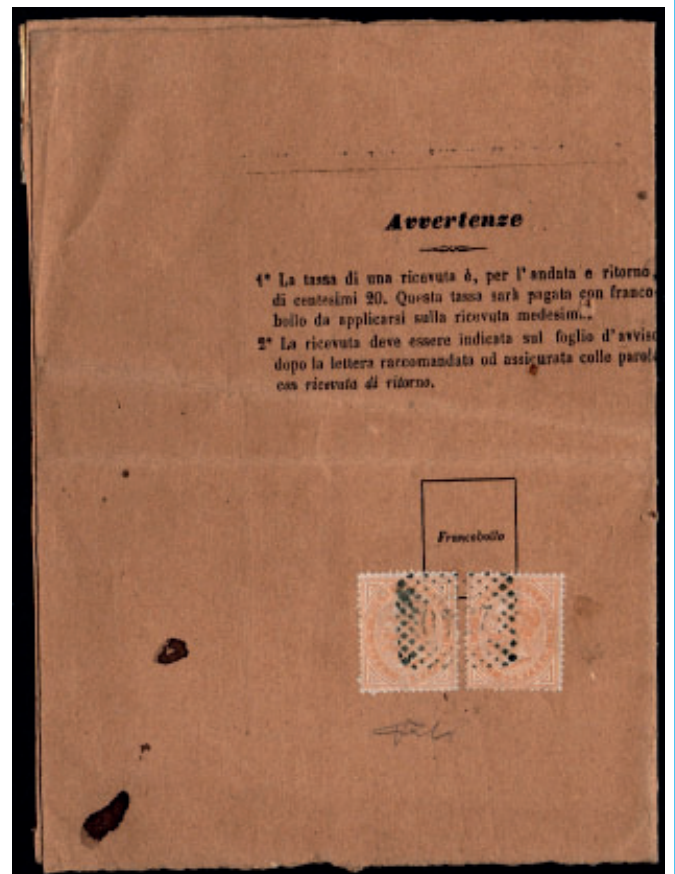 Avvertenze
1° La tassa di una ricevuta è, per l'andata e ritorno,
di centesimi 20. Questa tassa sarà pagata con franco-
bollo da applicarsi sulla ricevuta medesima.
2° La ricevuta deve essere indicata sul foglio d'avviso
dopo la lettera raccomandata od assicurata colle parole
con ricevuta di ritorno.
Francobollo